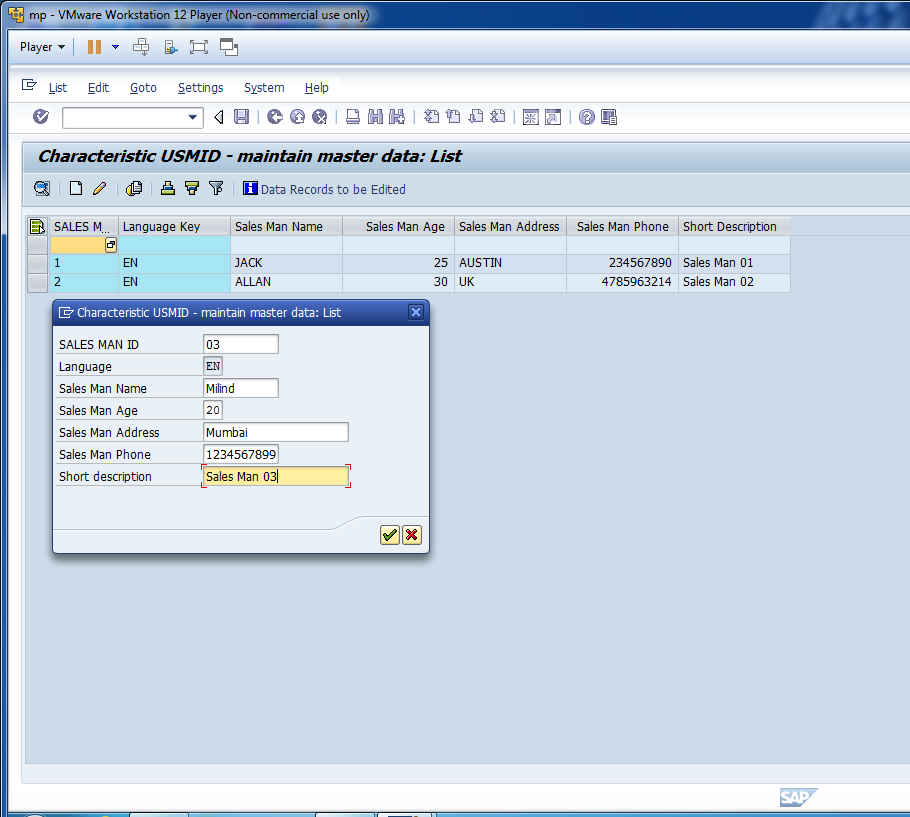 mp - VMware Workstation 12 Player (Non-commercial use only)
Player
List Edit Goto Settings System Help
Characteristic USMID - maintain master data: List
Data Records to be Edited
SALES M... Language Key Sales Man Name Sales Man Age Sales Man Address Sales Man Phone Short Description
1 EN JACK 25 AUSTIN 234567890 Sales Man 01
2 EN ALLAN 30 UK 4785963214 Sales Man 02
Characteristic USMID - maintain master data: List
SALES MAN ID 03
Language EN
Sales Man Name Milind
Sales Man Age 20
Sales Man Address Mumbai
Sales Man Phone 1234567899
Short description Sales Man 03
SAP